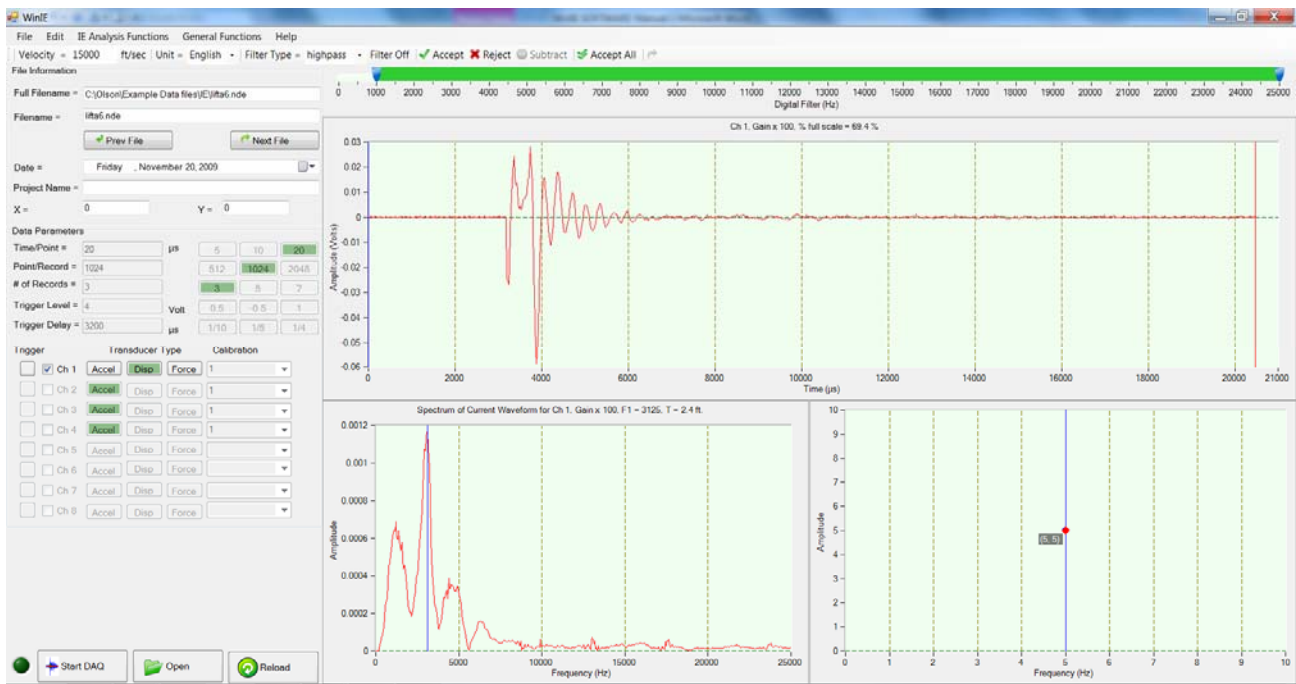 WinIE
File Edit IE Analysis Functions General Functions Help
Velocity = 15000 ft/sec Unit = English Filter Type = highpass Filter Off Accept Reject Subtract Accept All
File Information
Full Filename = C:\Olson\Example Data files\IE\lifta6.nde
Filename = lifta6.nde
Prev File Next File
Date = Friday , November 20, 2009
Project Name =
X = 0 Y = 0
Data Parameters
Time/Point = 20 µs 5 10 20
Point/Record = 1024 512 1024 2048
# of Records = 3 3 5 7
Trigger Level = 4 Volt 0.5 -0.5 1
Trigger Delay = 3200 µs 1/10 1/8 1/4
Trigger Transducer Type Calibration
Ch 1 Accel Disp Force 1
Ch 2 Accel Disp Force 1
Ch 3 Accel Disp Force 1
Ch 4 Accel Disp Force 1
Ch 5 Accel Disp Force
Ch 6 Accel Disp Force
Ch 7 Accel Disp Force
Ch 8 Accel Disp Force
Start DAQ Open Reload
0 1000 2000 3000 4000 5000 6000 7000 8000 9000 10000 11000 12000 13000 14000 15000 16000 17000 18000 19000 20000 21000 22000 23000 24000 25000
Digital Filter (Hz)
Ch 1, Gain x 100, % full scale = 69.4 %
Amplitude (Volts)
0.03
0.02
0.01
0
-0.01
-0.02
-0.03
-0.04
-0.05
-0.06
0 2000 4000 6000 8000 10000 12000 14000 16000 18000 20000 21000
Time (µs)
Spectrum of Current Waveform for Ch 1, Gain x 100, F1 = 3125, T = 2.4 ft.
Amplitude
0.0012
0.001
0.0008
0.0006
0.0004
0.0002
0
0 5000 10000 15000 20000 25000
Frequency (Hz)
Amplitude
10
9
8
7
6
5
4
3
2
1
0
(5, 5)
0 1 2 3 4 5 6 7 8 9 10
Frequency (Hz)